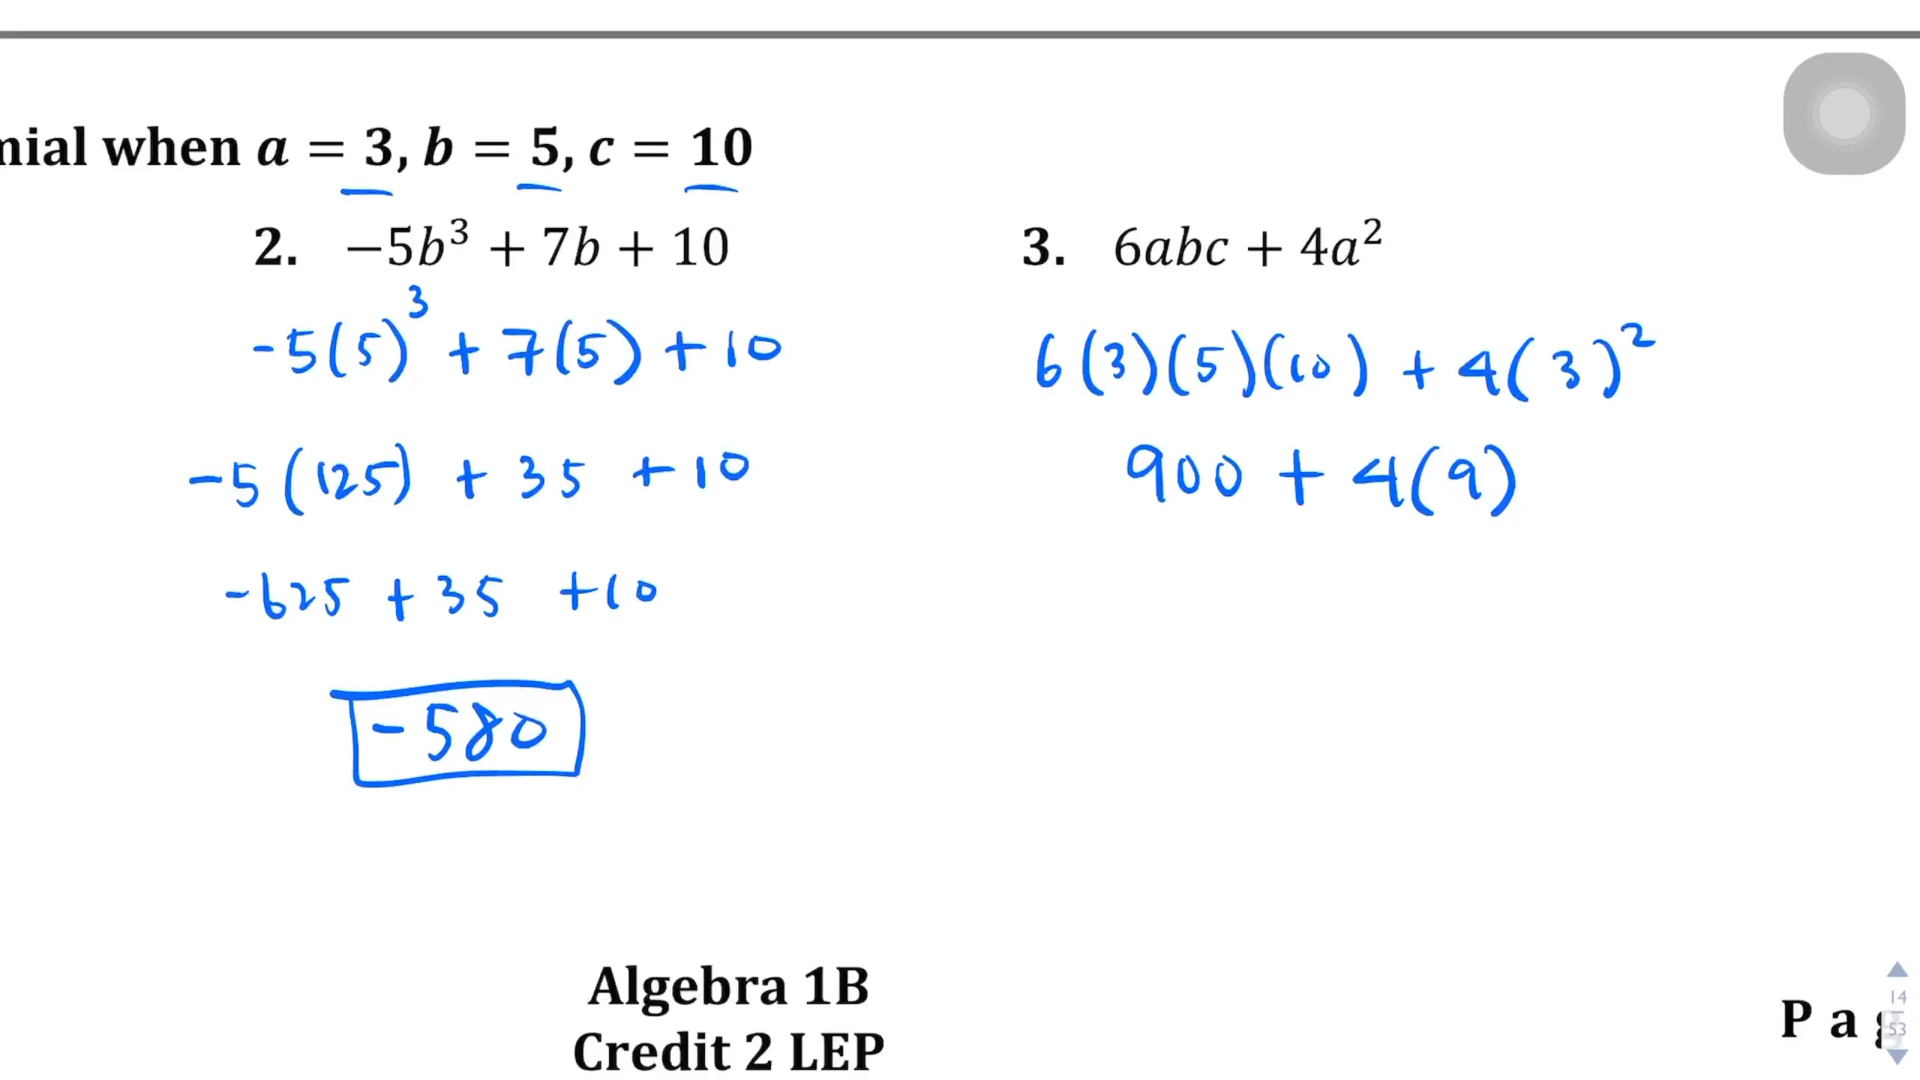 when a = 3, b = 5, c = 10
2. −5b³ + 7b + 10
-5(5)³ + 7(5) + 10
-5(125) + 35 + 10
-625 + 35 + 10
-580
3. 6abc + 4a²
6(3)(5)(10) + 4(3)²
900 + 4(9)
Algebra 1B
Credit 2 LEP
14
53